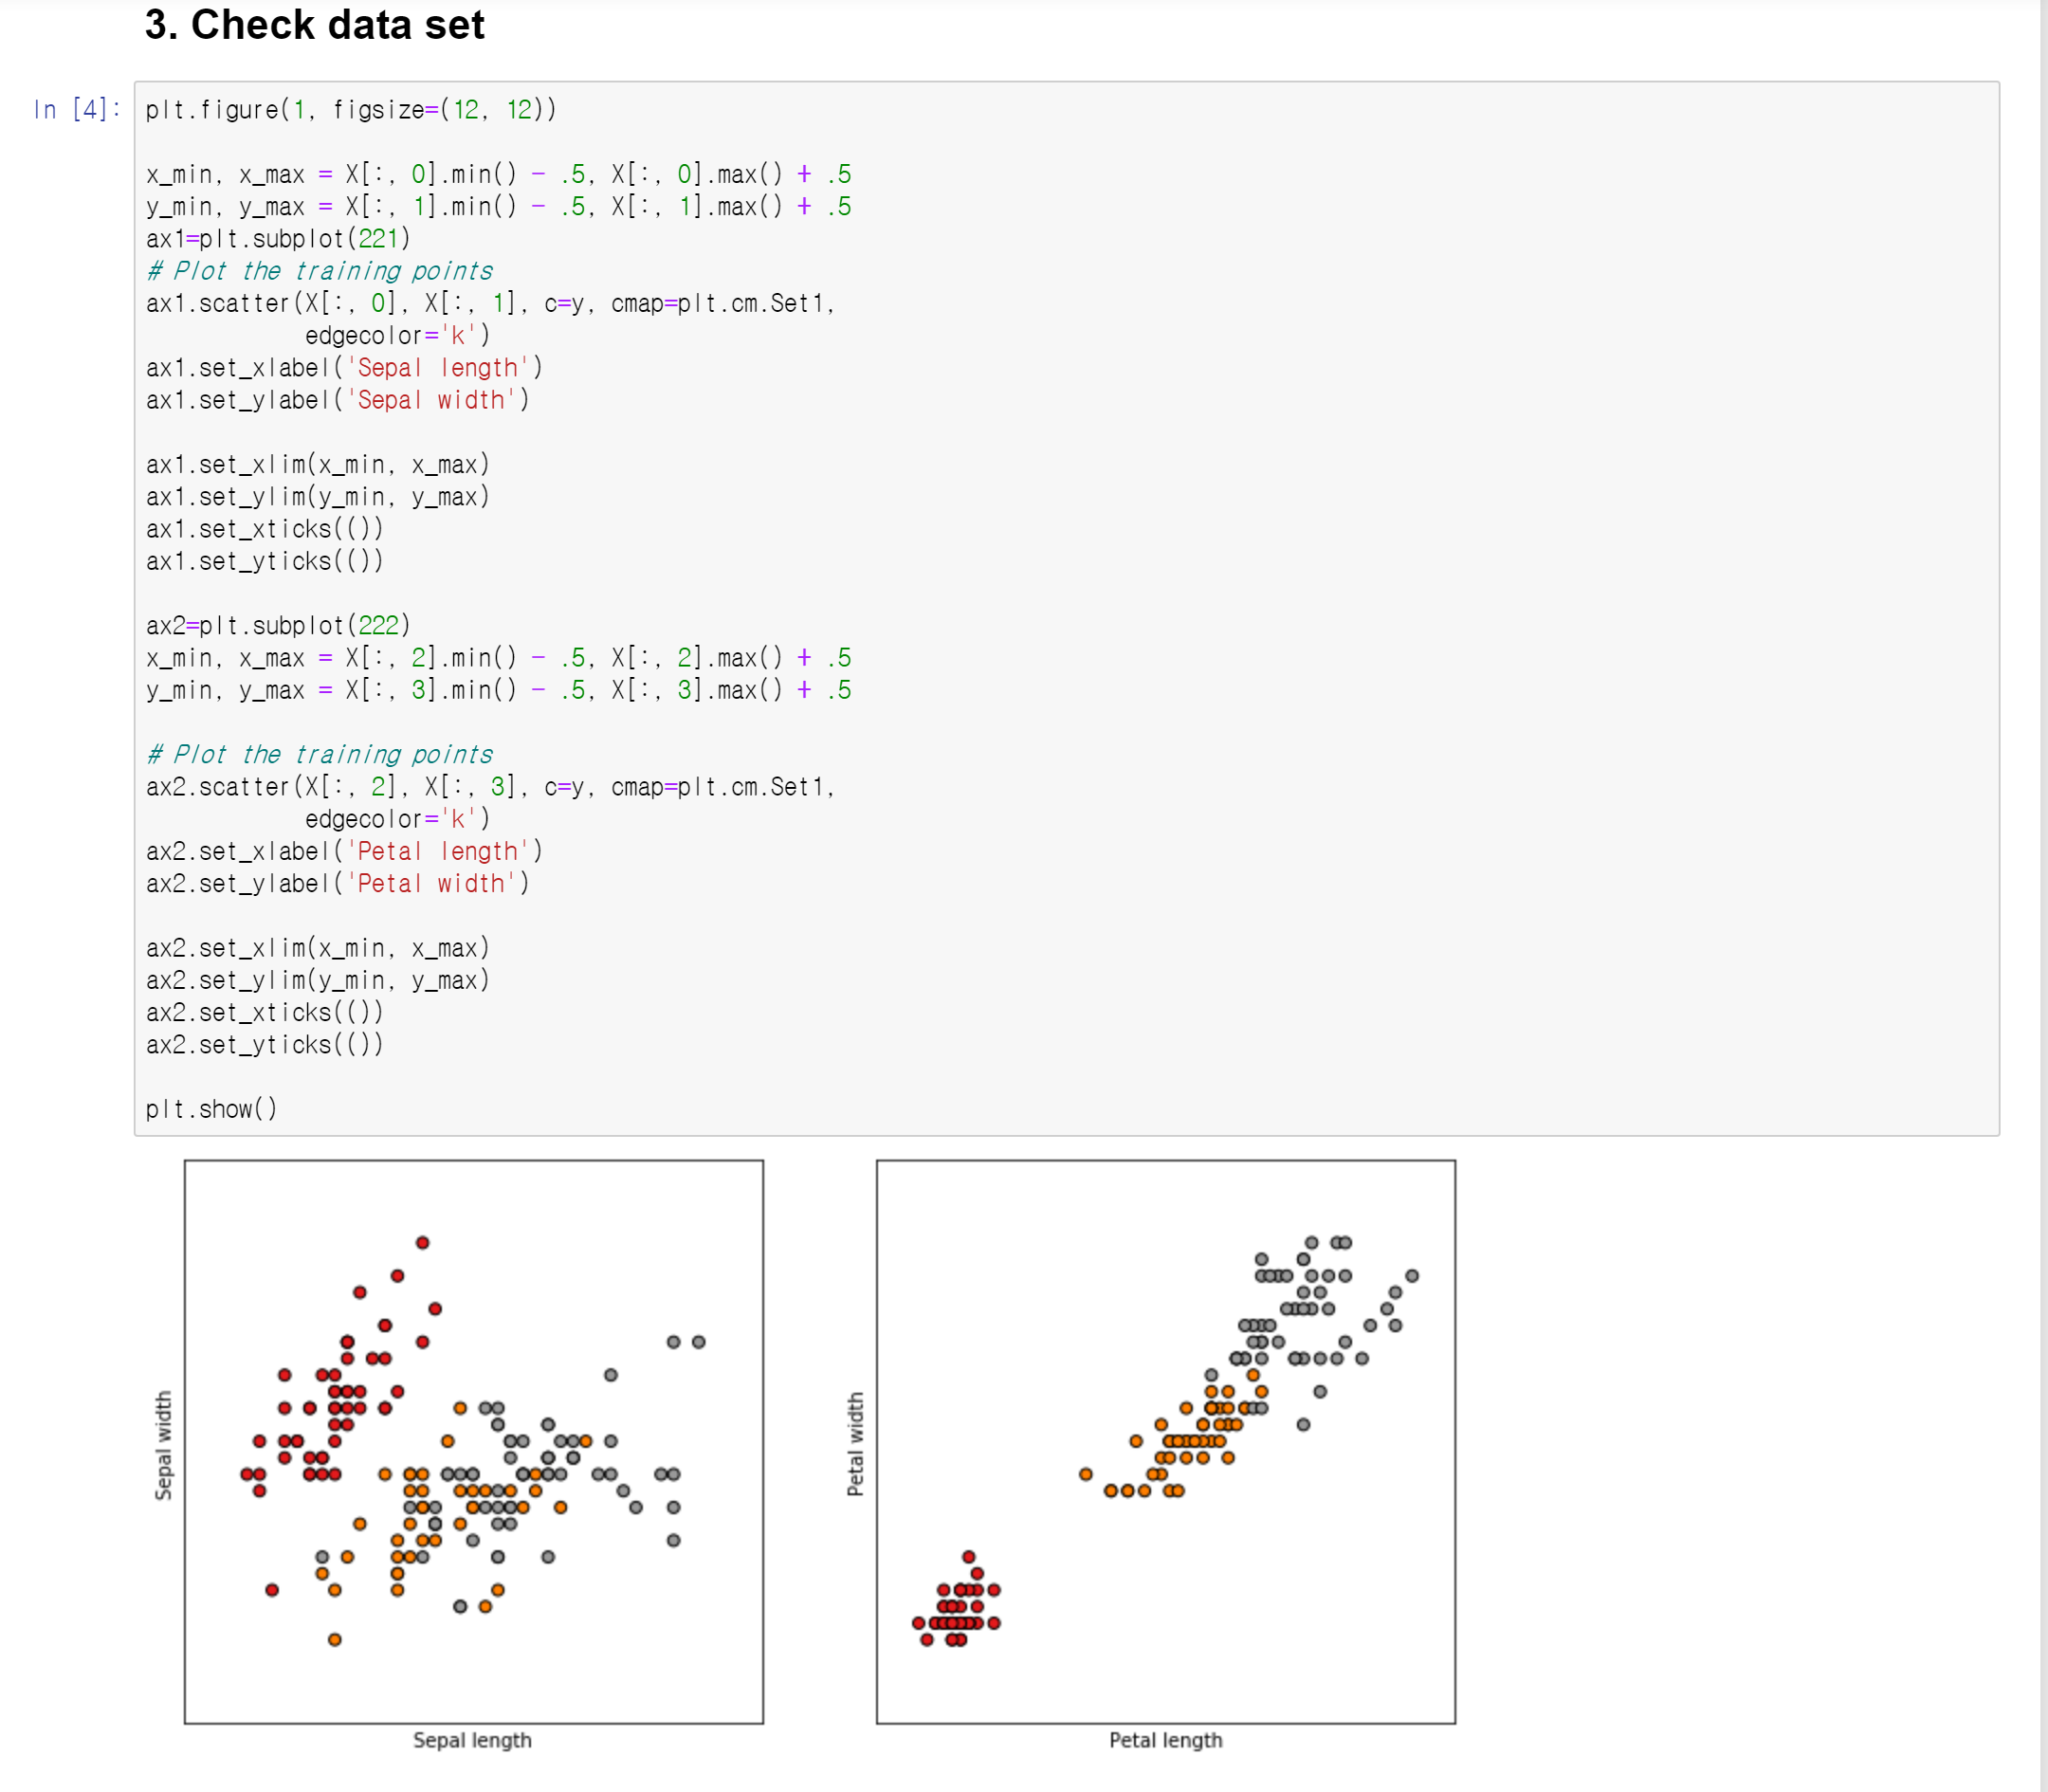 3. Check data set
In [4]:
plt.figure(1, figsize=(12, 12))
x_min, x_max = X[:, 0].min() - .5, X[:, 0].max() + .5
y_min, y_max = X[:, 1].min() - .5, X[:, 1].max() + .5
ax1=plt.subplot(221)
# Plot the training points
ax1.scatter(X[:, 0], X[:, 1], c=y, cmap=plt.cm.Set1,
            edgecolor='k')
ax1.set_xlabel('Sepal length')
ax1.set_ylabel('Sepal width')
ax1.set_xlim(x_min, x_max)
ax1.set_ylim(y_min, y_max)
ax1.set_xticks(())
ax1.set_yticks(())
ax2=plt.subplot(222)
x_min, x_max = X[:, 2].min() - .5, X[:, 2].max() + .5
y_min, y_max = X[:, 3].min() - .5, X[:, 3].max() + .5
# Plot the training points
ax2.scatter(X[:, 2], X[:, 3], c=y, cmap=plt.cm.Set1,
            edgecolor='k')
ax2.set_xlabel('Petal length')
ax2.set_ylabel('Petal width')
ax2.set_xlim(x_min, x_max)
ax2.set_ylim(y_min, y_max)
ax2.set_xticks(())
ax2.set_yticks(())
plt.show()
Sepal width
Sepal length
Petal width
Petal length